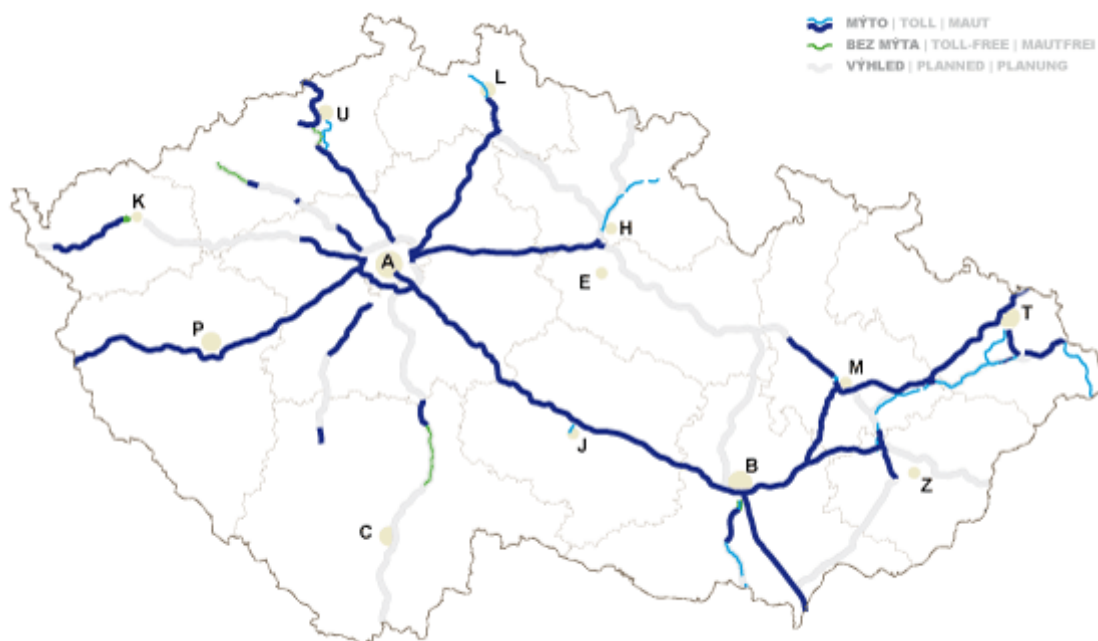 MÝTO | TOLL | MAUT
BEZ MÝTA | TOLL-FREE | MAUTFREI
VÝHLED | PLANNED | PLANUNG
L
U
K
H
A
E
T
P
M
J
B
Z
C